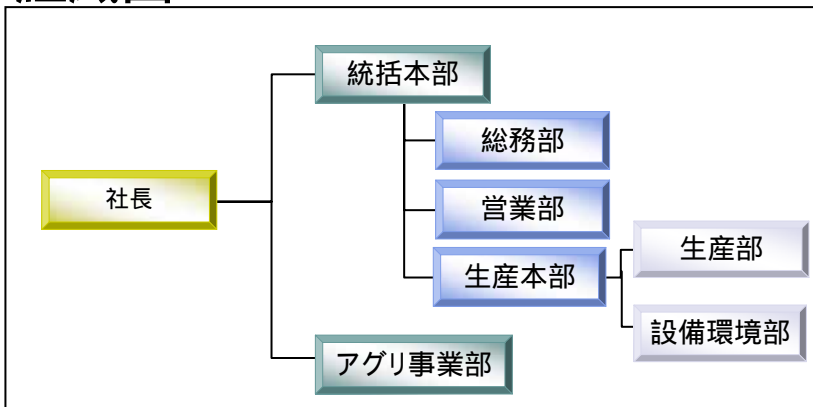 統括本部
総務部
社長
営業部
生産部
生産本部
設備環境部
アグリ事業部